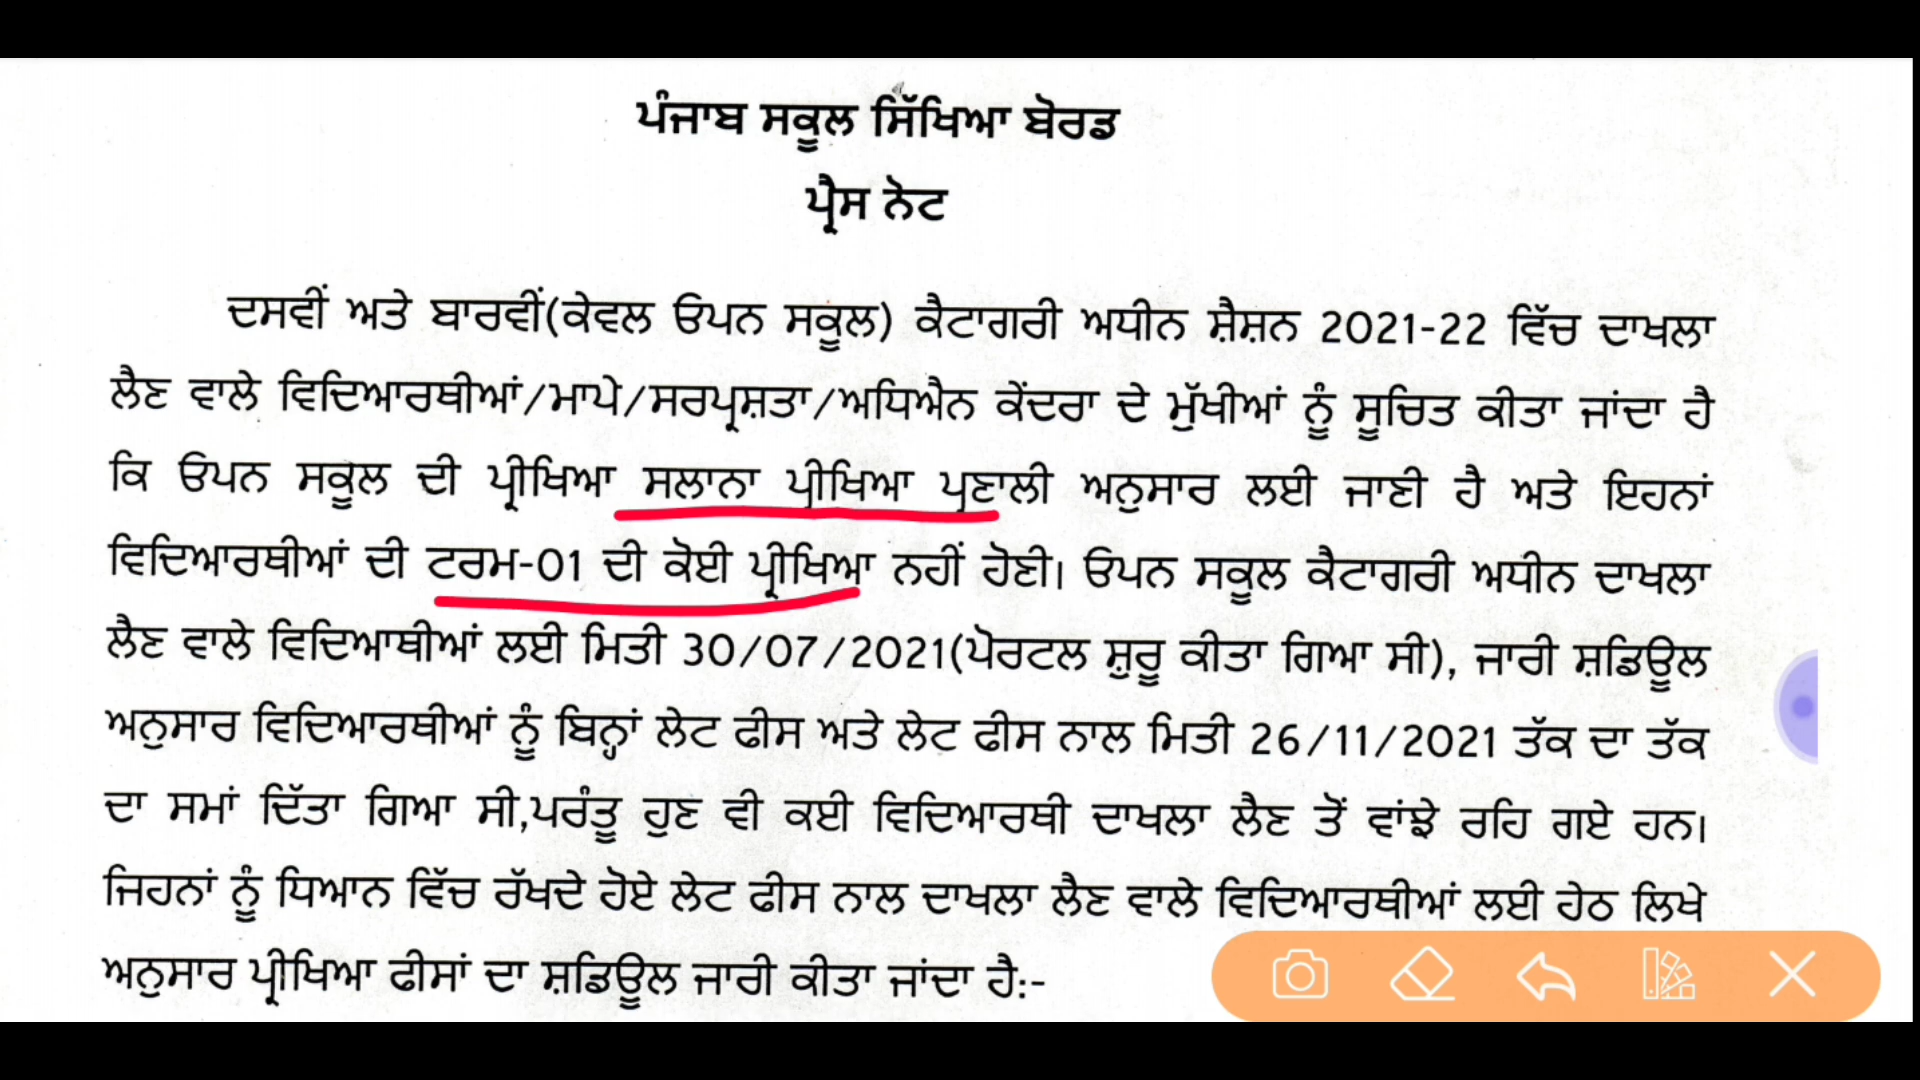 ਪੰਜਾਬ ਸਕੂਲ ਸਿੱਖਿਆ ਬੋਰਡ
ਪ੍ਰੈਸ ਨੋਟ
ਦਸਵੀਂ ਅਤੇ ਬਾਰਵੀਂ(ਕੇਵਲ ਓਪਨ ਸਕੂਲ) ਕੈਟਾਗਰੀ ਅਧੀਨ ਸ਼ੈਸ਼ਨ 2021-22 ਵਿੱਚ ਦਾਖਲਾ
ਲੈਣ ਵਾਲੇ ਵਿਦਿਆਰਥੀਆਂ/ਮਾਪੇ/ਸਰਪ੍ਰਸ਼ਤਾ/ਅਧਿਐਨ ਕੇਂਦਰਾ ਦੇ ਮੁੱਖੀਆਂ ਨੂੰ ਸੂਚਿਤ ਕੀਤਾ ਜਾਂਦਾ ਹੈ
ਕਿ ਓਪਨ ਸਕੂਲ ਦੀ ਪ੍ਰੀਖਿਆ ਸਲਾਨਾ ਪ੍ਰੀਖਿਆ ਪ੍ਰਣਾਲੀ ਅਨੁਸਾਰ ਲਈ ਜਾਣੀ ਹੈ ਅਤੇ ਇਹਨਾਂ
ਵਿਦਿਆਰਥੀਆਂ ਦੀ ਟਰਮ-01 ਦੀ ਕੋਈ ਪ੍ਰੀਖਿਆ ਨਹੀਂ ਹੋਣੀ। ਓਪਨ ਸਕੂਲ ਕੈਟਾਗਰੀ ਅਧੀਨ ਦਾਖਲਾ
ਲੈਣ ਵਾਲੇ ਵਿਦਿਆਥੀਆਂ ਲਈ ਮਿਤੀ 30/07/2021(ਪੋਰਟਲ ਸ਼ੁਰੂ ਕੀਤਾ ਗਿਆ ਸੀ), ਜਾਰੀ ਸ਼ਡਿਊਲ
ਅਨੁਸਾਰ ਵਿਦਿਆਰਥੀਆਂ ਨੂੰ ਬਿਨ੍ਹਾਂ ਲੇਟ ਫੀਸ ਅਤੇ ਲੇਟ ਫੀਸ ਨਾਲ ਮਿਤੀ 26/11/2021 ਤੱਕ ਦਾ ਤੱਕ
ਦਾ ਸਮਾਂ ਦਿੱਤਾ ਗਿਆ ਸੀ,ਪਰੰਤੂ ਹੁਣ ਵੀ ਕਈ ਵਿਦਿਆਰਥੀ ਦਾਖਲਾ ਲੈਣ ਤੋਂ ਵਾਂਝੇ ਰਹਿ ਗਏ ਹਨ।
ਜਿਹਨਾਂ ਨੂੰ ਧਿਆਨ ਵਿੱਚ ਰੱਖਦੇ ਹੋਏ ਲੇਟ ਫੀਸ ਨਾਲ ਦਾਖਲਾ ਲੈਣ ਵਾਲੇ ਵਿਦਿਆਰਥੀਆਂ ਲਈ ਹੇਠ ਲਿਖੇ
ਅਨੁਸਾਰ ਪ੍ਰੀਖਿਆ ਫੀਸਾਂ ਦਾ ਸ਼ਡਿਊਲ ਜਾਰੀ ਕੀਤਾ ਜਾਂਦਾ ਹੈ:-